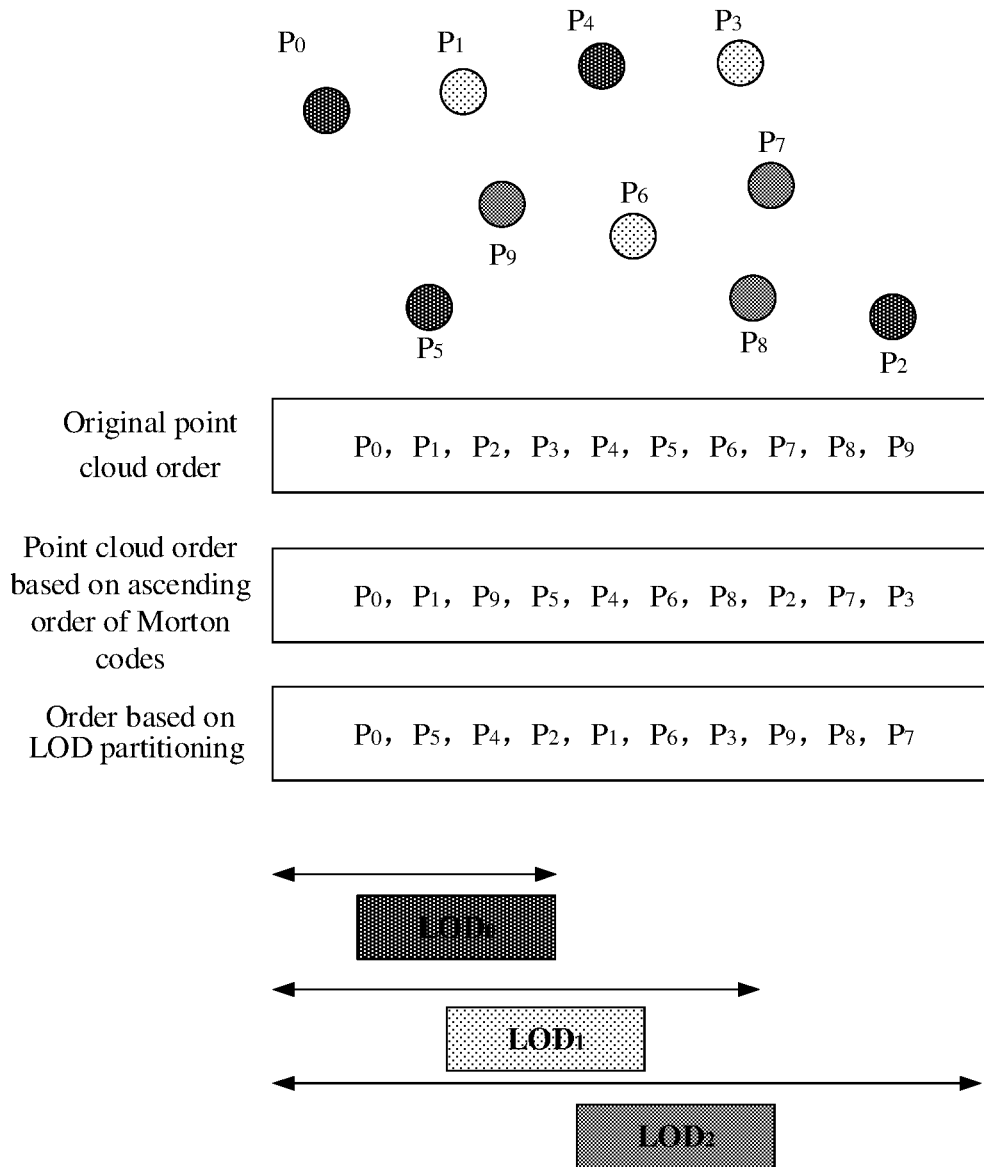 P0
P1
P4
P3
P7
P6
P9
P5
P8
P2
Original point
cloud order
P0, P1, P2, P3, P4, P5, P6, P7, P8, P9
Point cloud order
based on ascending
order of Morton
codes
P0, P1, P9, P5, P4, P6, P8, P2, P7, P3
Order based on
LOD partitioning
P0, P5, P4, P2, P1, P6, P3, P9, P8, P7
LOD
LOD1
LOD2